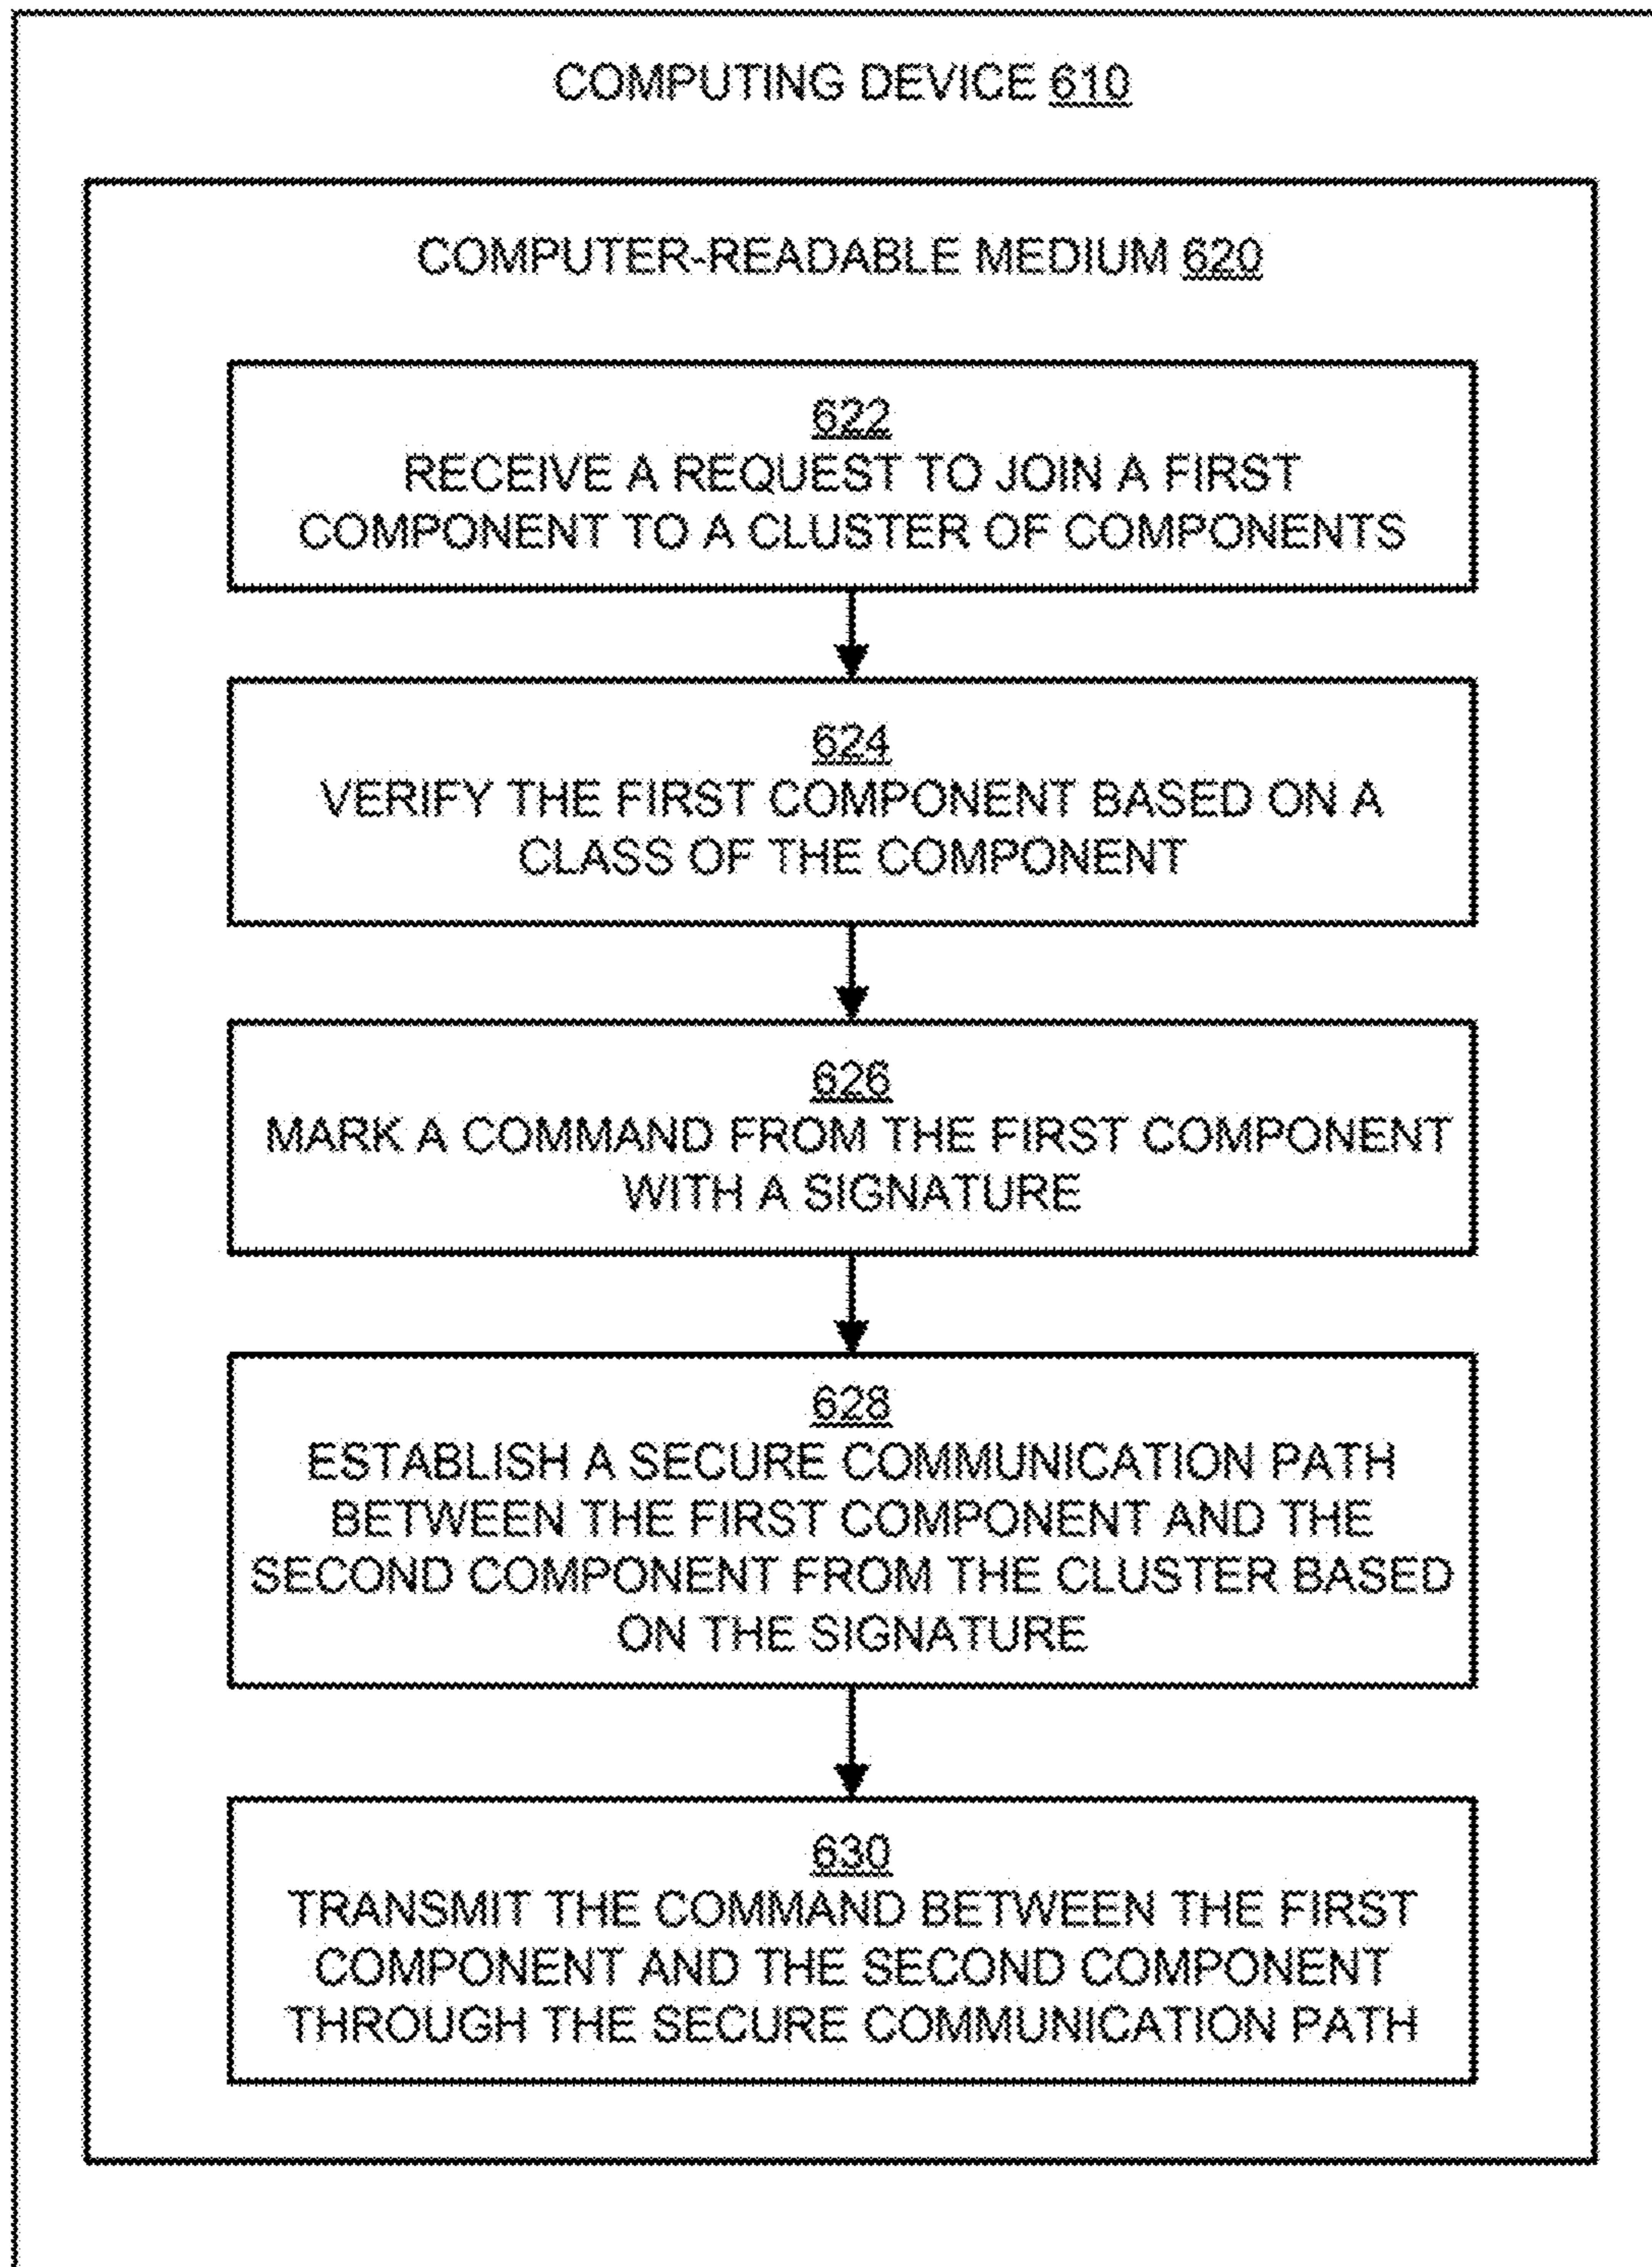 COMPUTING DEVICE 610
COMPUTER-READABLE MEDIUM 620
622
RECEIVE A REQUEST TO JOIN A FIRST
COMPONENT TO A CLUSTER OF COMPONENTS
624
VERIFY THE FIRST COMPONENT BASED ON A
CLASS OF THE COMPONENT
626
MARK A COMMAND FROM THE FIRST COMPONENT
WITH A SIGNATURE
628
ESTABLISH A SECURE COMMUNICATION PATH
BETWEEN THE FIRST COMPONENT AND THE
SECOND COMPONENT FROM THE CLUSTER BASED
ON THE SIGNATURE
630
TRANSMIT THE COMMAND BETWEEN THE FIRST
COMPONENT AND THE SECOND COMPONENT
THROUGH THE SECURE COMMUNICATION PATH